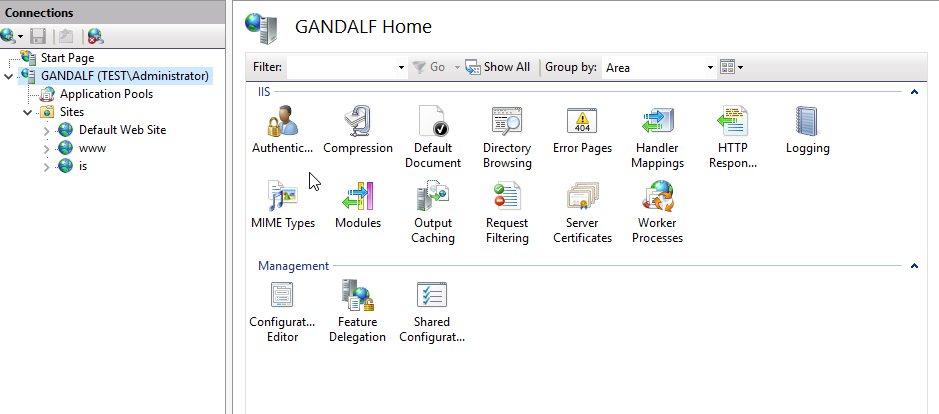 Connections
Start Page
GANDALF (TEST\Administrator)
Application Pools
Sites
Default Web Site
www
is
GANDALF Home
Filter: Go Show All Group by: Area
IIS
Authentic... Compression Default Document Directory Browsing Error Pages Handler Mappings HTTP Respon... Logging
404
MIME Types Modules Output Caching Request Filtering Server Certificates Worker Processes
Management
Configurat... Editor Feature Delegation Shared Configurat...